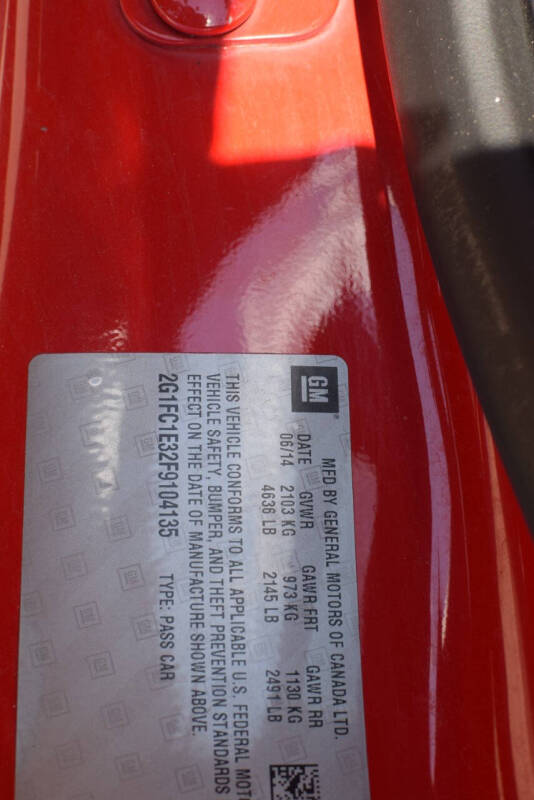 GM
MFD BY GENERAL MOTORS OF CANADA LTD.
DATE GVWR GAWR FRT GAWR RR
06/14 2103 KG 973 KG 1130 KG
4636 LB 2145 LB 2491 LB
THIS VEHICLE CONFORMS TO ALL APPLICABLE U.S. FEDERAL MOT
VEHICLE SAFETY, BUMPER, AND THEFT PREVENTION STANDARDS
EFFECT ON THE DATE OF MANUFACTURE SHOWN ABOVE.
2G1FC1E32F9104135 TYPE: PASS CAR